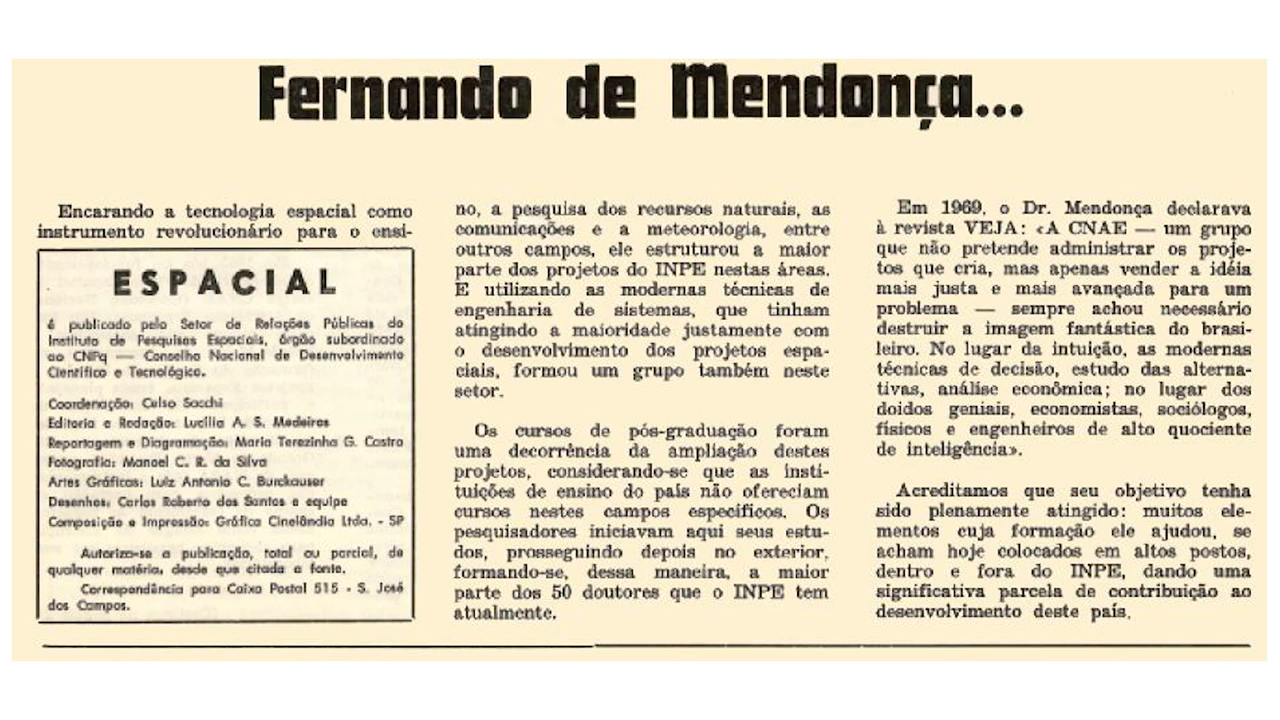 Fernando de Mendonça...
Encarando a tecnologia espacial como
instrumento revolucionário para o ensi-
ESPACIAL
é publicado pelo Setor de Relações Públicas do
Instituto de Pesquisas Espaciais, órgão subordinado
ao CNPq — Conselho Nacional de Desenvolvimento
Científico e Tecnológico.
Coordenação: Celso Sacchi
Editoria e Redação: Lucília A. S. Medeiros
Reportagem e Diagramação: Maria Terezinha G. Castro
Fotografia: Manoel C. R. da Silva
Artes Gráficas: Luiz Antonio C. Burckauser
Desenhos: Carlos Roberto dos Santos e equipe
Composição e Impressão: Gráfica Cinelândia Ltda. - SP
Autoriza-se a publicação, total ou parcial, de
qualquer matéria, desde que citada a fonte.
Correspondência para Caixa Postal 515 - S. José
dos Campos.
no, a pesquisa dos recursos naturais, as
comunicações e a meteorologia, entre
outros campos, ele estruturou a maior
parte dos projetos do INPE nestas áreas.
E utilizando as modernas técnicas de
engenharia de sistemas, que tinham
atingindo a maioridade justamente com
o desenvolvimento dos projetos espa-
ciais, formou um grupo também neste
setor.
Os cursos de pós-graduação foram
uma decorrência da ampliação destes
projetos, considerando-se que as insti-
tuições de ensino do país não ofereciam
cursos nestes campos específicos. Os
pesquisadores iniciavam aqui seus estu-
dos, prosseguindo depois no exterior,
formando-se, dessa maneira, a maior
parte dos 50 doutores que o INPE tem
atualmente.
Em 1969, o Dr. Mendonça declarava
à revista VEJA: «A CNAE — um grupo
que não pretende administrar os proje-
tos que cria, mas apenas vender a idéia
mais justa e mais avançada para um
problema — sempre achou necessário
destruir a imagem fantástica do brasi-
leiro. No lugar da intuição, as modernas
técnicas de decisão, estudo das alterna-
tivas, análise econômica; no lugar dos
doidos geniais, economistas, sociólogos,
físicos e engenheiros de alto quociente
de inteligência».
Acreditamos que seu objetivo tenha
sido plenamente atingido: muitos ele-
mentos cuja formação ele ajudou, se
acham hoje colocados em altos postos,
dentro e fora do INPE, dando uma
significativa parcela de contribuição ao
desenvolvimento deste país.